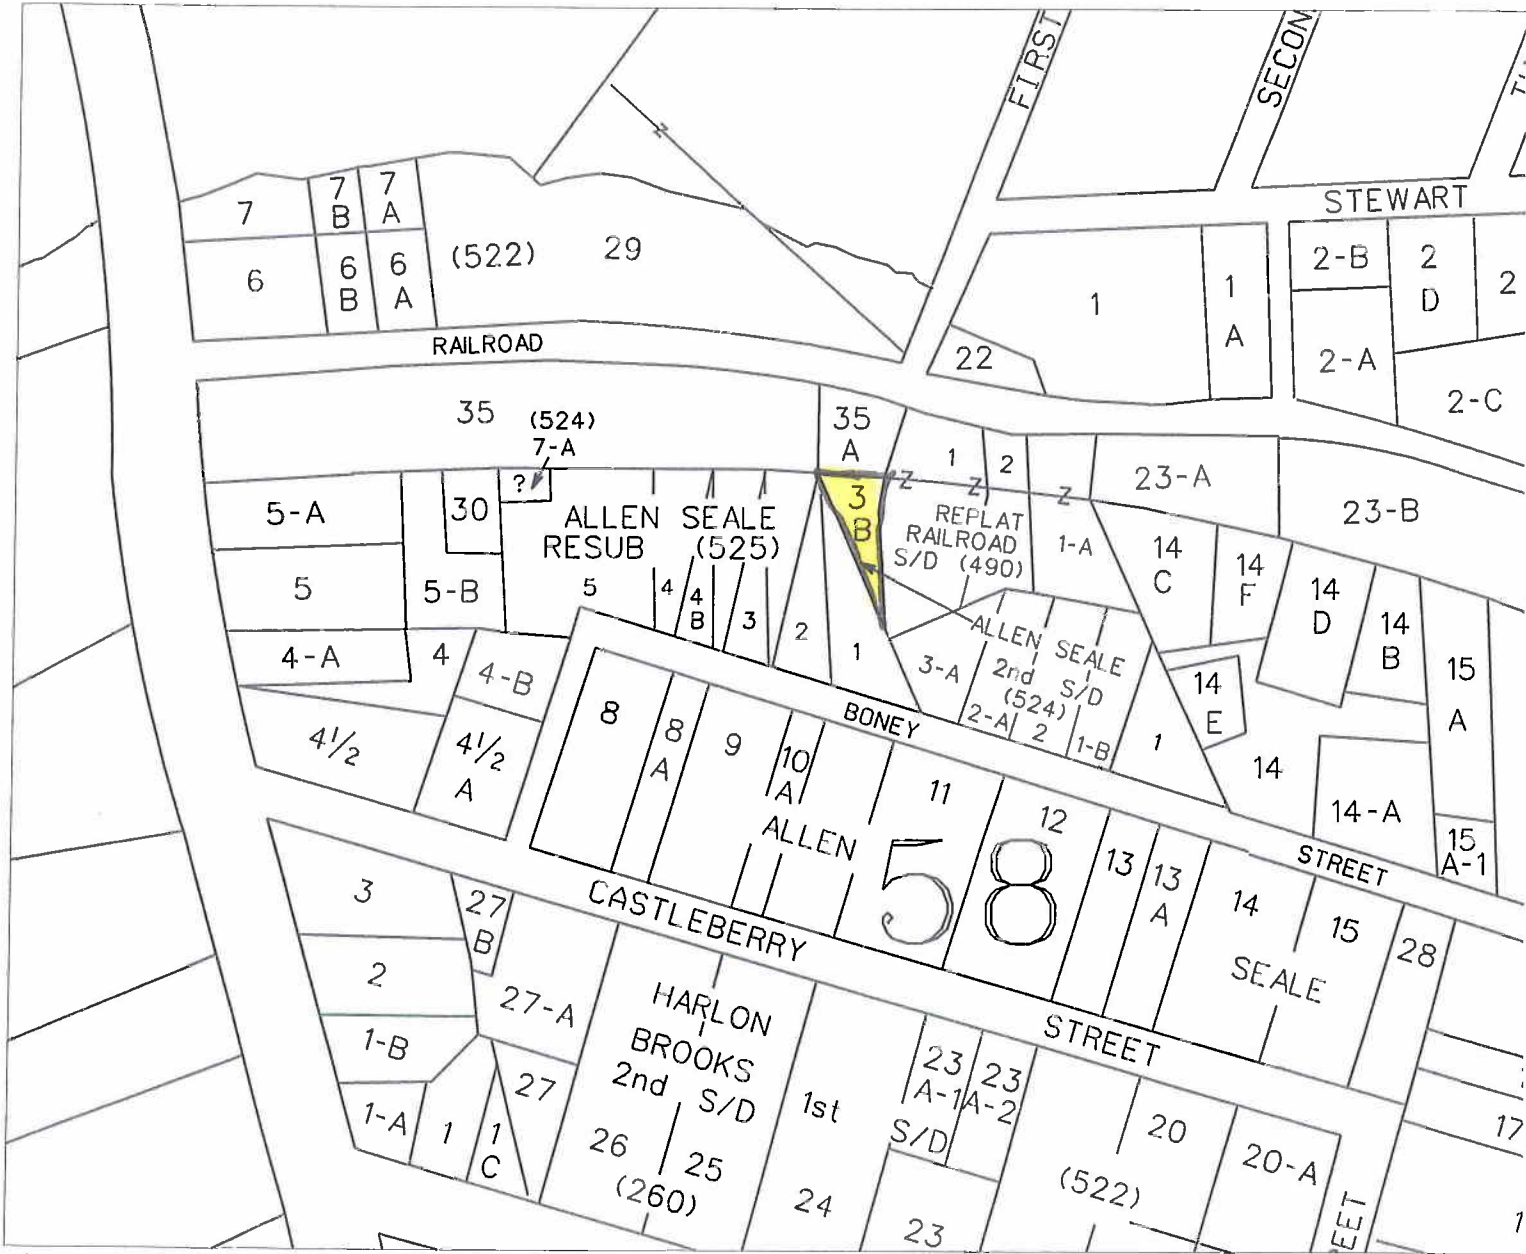 FIRST
SECON
STEWART
7
7
B
7
A
6
6
B
6
A
(522)
29
RAILROAD
1
1
A
2-B
2
D
2
2-A
2-C
22
35
(524)
7-A
?
35
A
1
2
23-A
23-B
5-A
30
ALLEN SEALE
RESUB (525)
3
B
REPLAT
RAILROAD
S/D (490)
1-A
14
C
14
F
14
D
14
B
15
A
5
5-B
5
4
4
B
3
2
1
ALLEN SEALE
2nd S/D
(524)
3-A
2-A
2
1-B
1
14
E
14
14-A
15
A-1
4-A
4
4-B
4½
4½
A
BONEY
STREET
8
8
A
9
10
A
11
12
13
13
A
14
15
28
ALLEN
58
SEALE
CASTLEBERRY
STREET
3
27
B
2
27-A
1-B
1-A
1
1
C
27
HARLON
BROOKS
2nd S/D
26
25
(260)
1st
S/D
24
23
A-1
23
A-2
23
20
20-A
(522)
EET
17
1